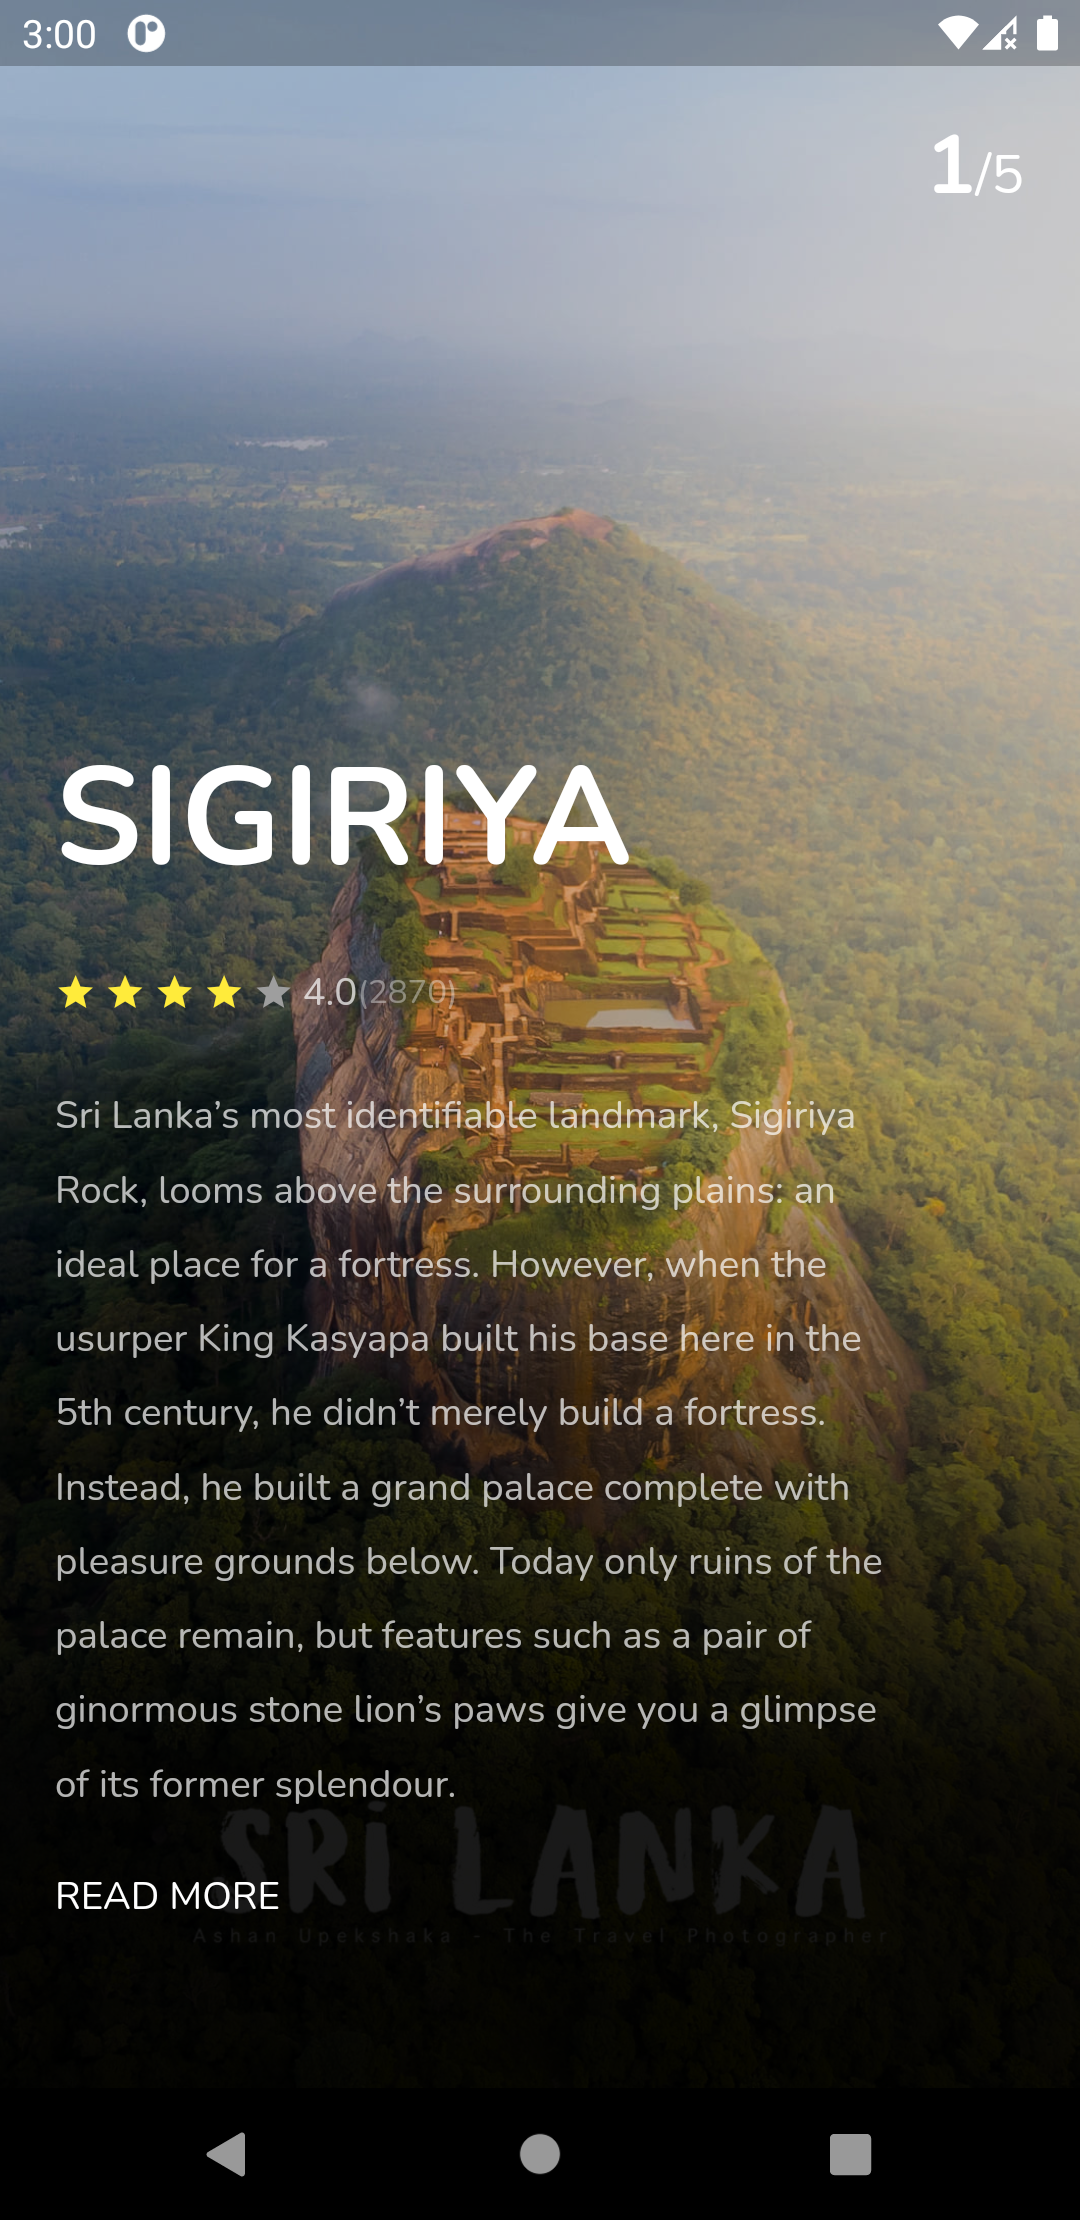 3:00
1/5
SIGIRIYA
4.0(2870)
Sri Lanka’s most identifiable landmark, Sigiriya
Rock, looms above the surrounding plains: an
ideal place for a fortress. However, when the
usurper King Kasyapa built his base here in the
5th century, he didn’t merely build a fortress.
Instead, he built a grand palace complete with
pleasure grounds below. Today only ruins of the
palace remain, but features such as a pair of
ginormous stone lion’s paws give you a glimpse
of its former splendour.
SRi LANKA
READ MORE
Ashan Upekshaka - The Travel Photographer